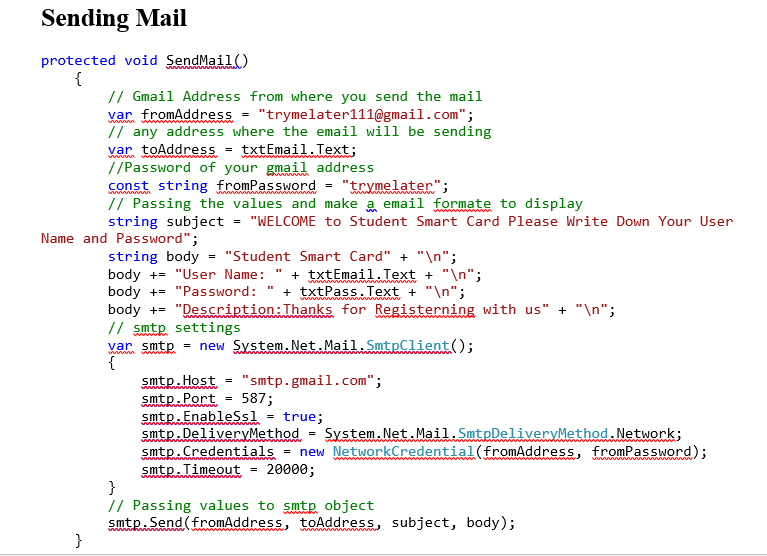 Sending Mail
protected void SendMail()
{
// Gmail Address from where you send the mail
var fromAddress = "trymelater111@gmail.com";
// any address where the email will be sending
var toAddress = txtEmail.Text;
//Password of your gmail address
const string fromPassword = "trymelater";
// Passing the values and make a email formate to display
string subject = "WELCOME to Student Smart Card Please Write Down Your User
Name and Password";
string body = "Student Smart Card" + "\n";
body += "User Name: " + txtEmail.Text + "\n";
body += "Password: " + txtPass.Text + "\n";
body += "Description:Thanks for Registerning with us" + "\n";
// smtp settings
var smtp = new System.Net.Mail.SmtpClient();
{
smtp.Host = "smtp.gmail.com";
smtp.Port = 587;
smtp.EnableSsl = true;
smtp.DeliveryMethod = System.Net.Mail.SmtpDeliveryMethod.Network;
smtp.Credentials = new NetworkCredential(fromAddress, fromPassword);
smtp.Timeout = 20000;
}
// Passing values to smtp object
smtp.Send(fromAddress, toAddress, subject, body);
}